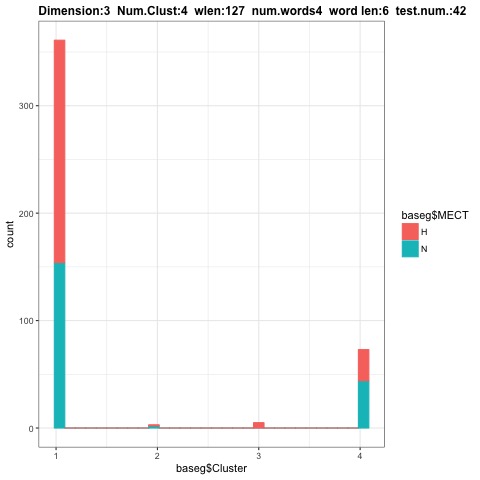 Dimension:3 Num.Clust:4 wlen:127 num.words4 word len:6 test.num.:42
300
200
100
0
count
1 2 3 4
baseg$Cluster
baseg$MECT
H
N